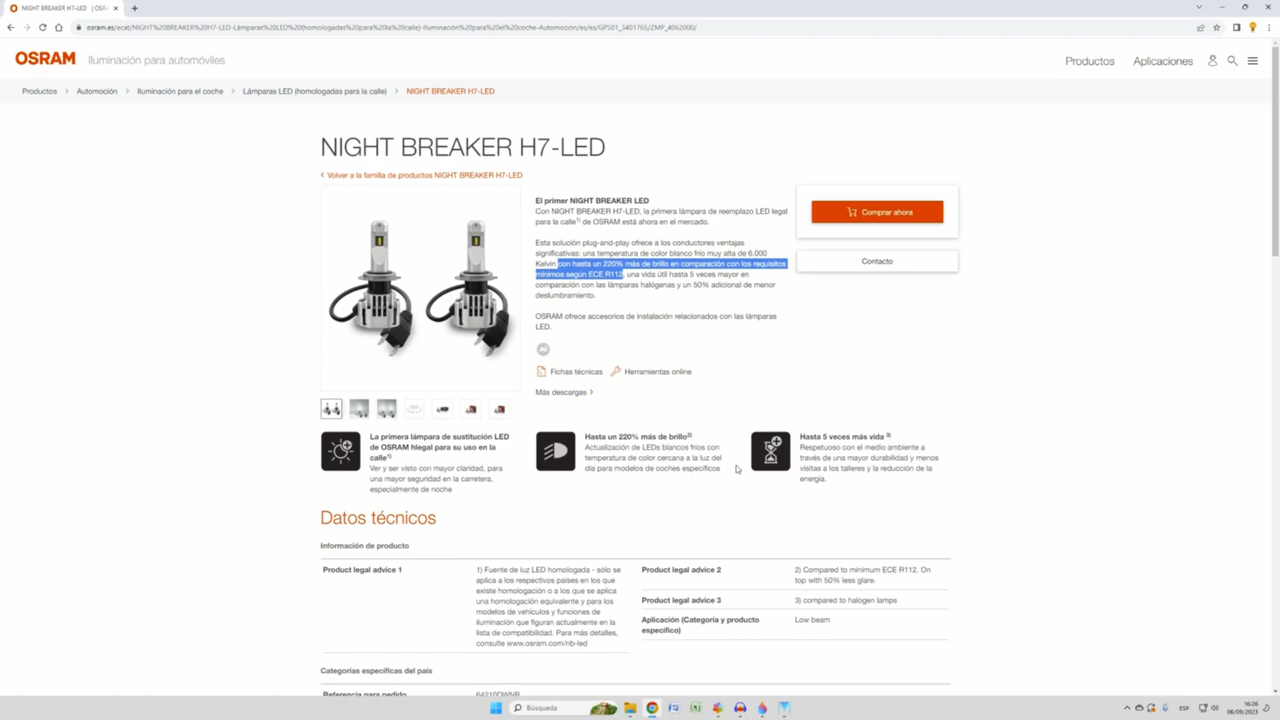 NIGHT BREAKER H7-LED | OSR
osram.es/ecat/NIGHT%20BREAKER%20H7-LED-Lámparas%20LED%20(homologadas%20para%20la%20calle)-Iluminación%20para%20el%20coche-Automoción/es/es/GPS01_3401765/ZMP_4062000/
OSRAM Iluminación para automóviles
Productos Aplicaciones
Productos > Automoción > Iluminación para el coche > Lámparas LED (homologadas para la calle) > NIGHT BREAKER H7-LED
NIGHT BREAKER H7-LED
Volver a la familia de productos NIGHT BREAKER H7-LED
El primer NIGHT BREAKER LED
Con NIGHT BREAKER H7-LED, la primera lámpara de reemplazo LED legal
para la calle1) de OSRAM está ahora en el mercado.
Esta solución plug-and-play ofrece a los conductores ventajas
significativas: una temperatura de color blanco frío muy alta de 6.000
Kelvin con hasta un 220% más de brillo en comparación con los requisitos
mínimos según ECE R112, una vida útil hasta 5 veces mayor en
comparación con las lámparas halógenas y un 50% adicional de menor
deslumbramiento.
OSRAM ofrece accesorios de instalación relacionados con las lámparas
LED.
Fichas técnicas Herramientas online
Más descargas
Comprar ahora
Contacto
La primera lámpara de sustitución LED
de OSRAM hlegal para su uso en la
calle1)
Ver y ser visto con mayor claridad, para
una mayor seguridad en la carretera,
especialmente de noche
Hasta un 220% más de brillo2)
Actualización de LEDs blancos fríos con
temperatura de color cercana a la luz del
día para modelos de coches específicos
Hasta 5 veces más vida 3)
Respetuoso con el medio ambiente a
través de una mayor durabilidad y menos
visitas a los talleres y la reducción de la
energía.
Datos técnicos
Información de producto
Product legal advice 1
1) Fuente de luz LED homologada - sólo se
aplica a los respectivos países en los que
existe homologación o a los que se aplica
una homologación equivalente y para los
modelos de vehículos y funciones de
iluminación que figuran actualmente en la
lista de compatibilidad. Para más detalles,
consulte www.osram.com/nb-led
Product legal advice 2
2) Compared to minimum ECE R112. On
top with 50% less glare.
Product legal advice 3
3) compared to halogen lamps
Aplicación (Categoría y producto
específico)
Low beam
Categorías específicas del país
Referencia para pedido 64210DWNB
Búsqueda
ESP
16:26
06/09/2023